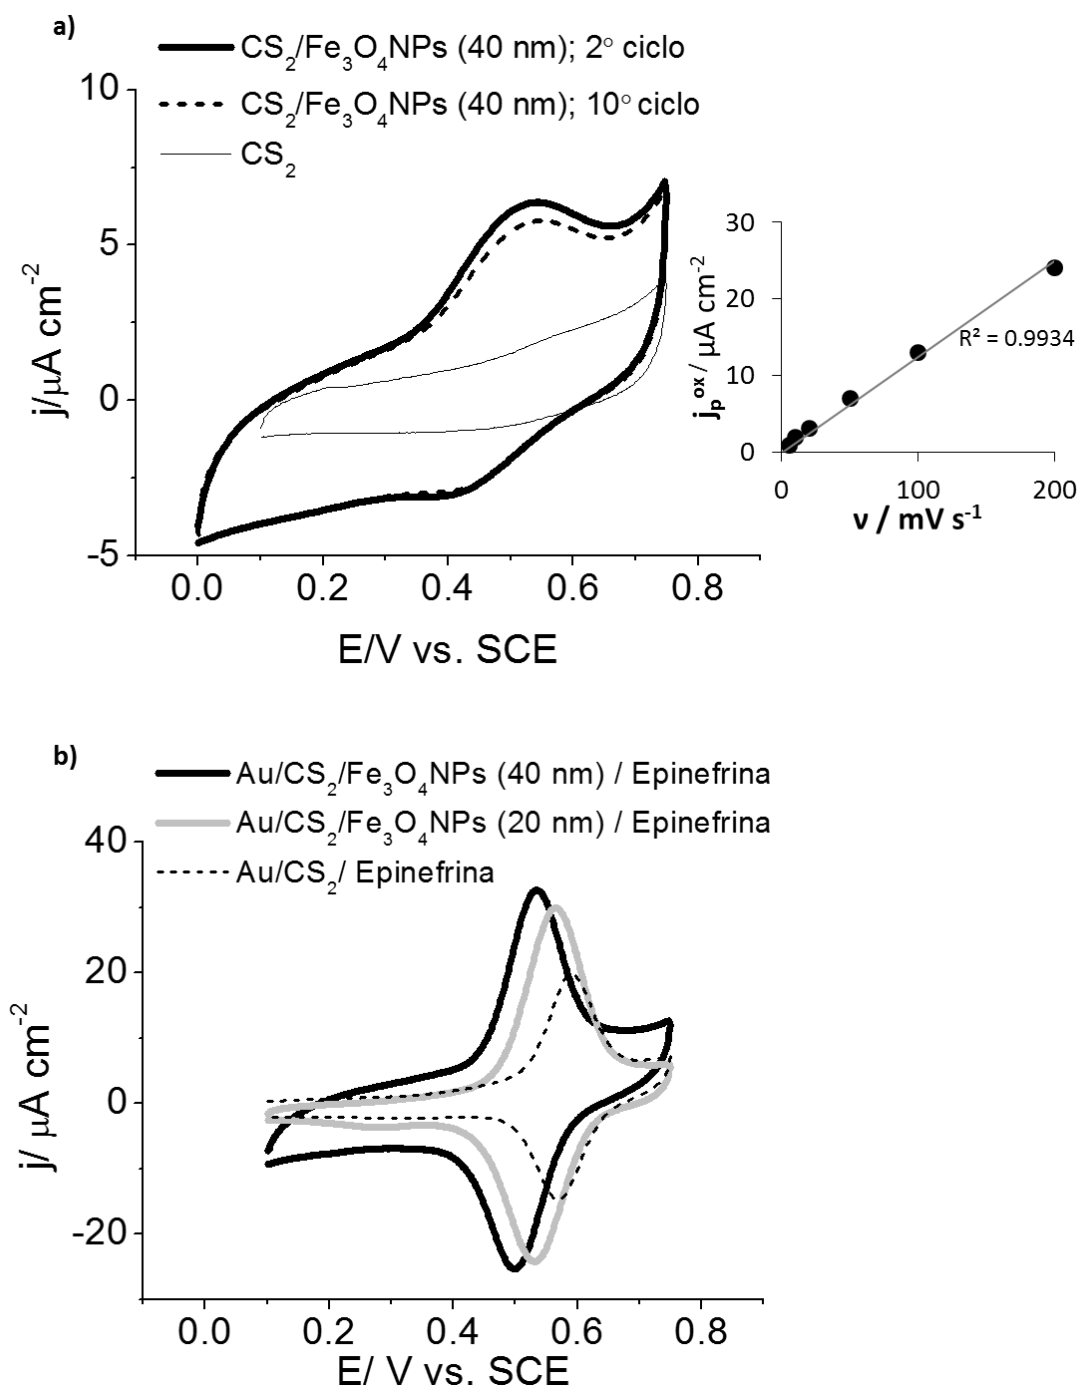 a)
CS₂/Fe₃O₄NPs (40 nm); 2° ciclo
CS₂/Fe₃O₄NPs (40 nm); 10° ciclo
CS₂
10
5
0
-5
j/μA cm⁻²
0.0 0.2 0.4 0.6 0.8
E/V vs. SCE
30
20
10
0
jₚᵒˣ / μA cm⁻²
R² = 0.9934
0 100 200
ν / mV s⁻¹
b)
Au/CS₂/Fe₃O₄NPs (40 nm) / Epinefrina
Au/CS₂/Fe₃O₄NPs (20 nm) / Epinefrina
Au/CS₂/ Epinefrina
40
20
0
-20
j/ μA cm⁻²
0.0 0.2 0.4 0.6 0.8
E/ V vs. SCE